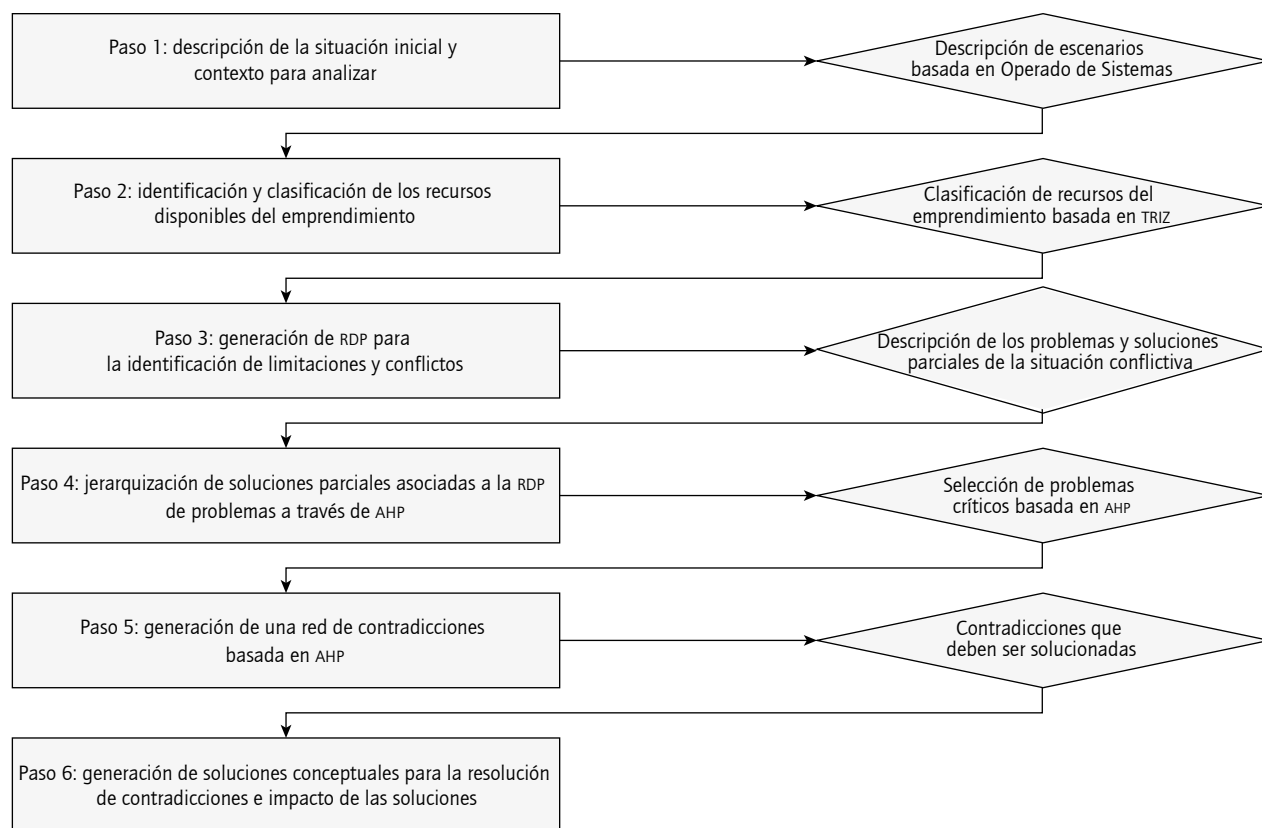 Paso 1: descripción de la situación inicial y
contexto para analizar
Descripción de escenarios
basada en Operado de Sistemas
Paso 2: identificación y clasificación de los recursos
disponibles del emprendimiento
Clasificación de recursos del
emprendimiento basada en TRIZ
Paso 3: generación de RDP para
la identificación de limitaciones y conflictos
Descripción de los problemas y soluciones
parciales de la situación conflictiva
Paso 4: jerarquización de soluciones parciales asociadas a la RDP
de problemas a través de AHP
Selección de problemas
críticos basada en AHP
Paso 5: generación de una red de contradicciones
basada en AHP
Contradicciones que
deben ser solucionadas
Paso 6: generación de soluciones conceptuales para la resolución
de contradicciones e impacto de las soluciones